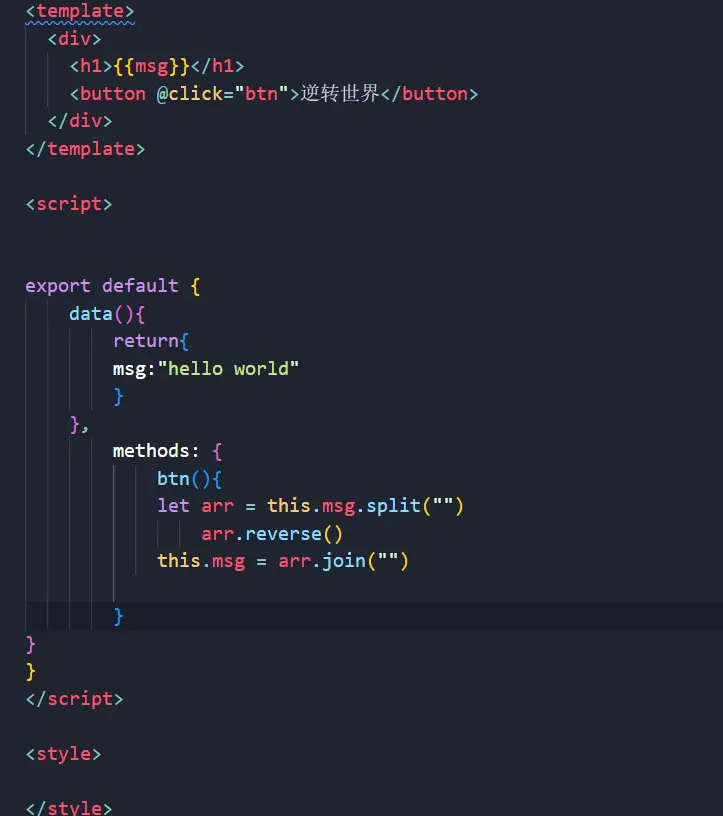 <template>
<div>
<h1>{{msg}}</h1>
<button @click="btn">逆转世界</button>
</div>
</template>
<script>
export default {
data(){
return{
msg:"hello world"
}
},
methods: {
btn(){
let arr = this.msg.split("")
arr.reverse()
this.msg = arr.join("")
}
}
}
</script>
<style>
</style>